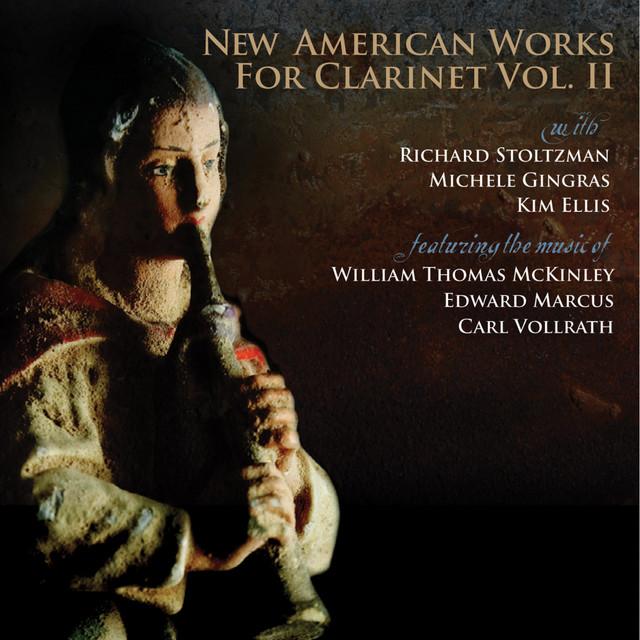 NEW AMERICAN WORKS
FOR CLARINET VOL. II
with
RICHARD STOLTZMAN
MICHELE GINGRAS
KIM ELLIS
featuring the music of
WILLIAM THOMAS MCKINLEY
EDWARD MARCUS
CARL VOLLRATH